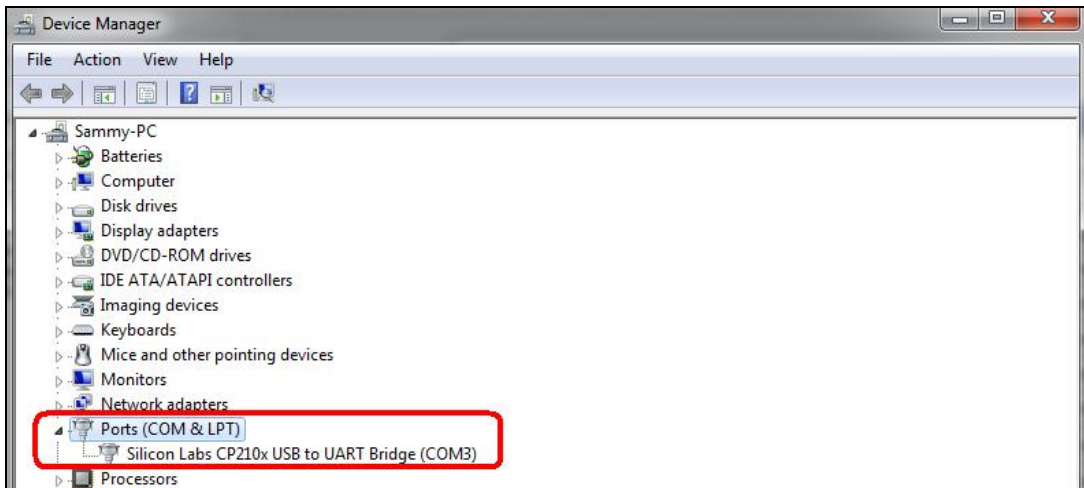 Device Manager
File Action View Help
Sammy-PC
Batteries
Computer
Disk drives
Display adapters
DVD/CD-ROM drives
IDE ATA/ATAPI controllers
Imaging devices
Keyboards
Mice and other pointing devices
Monitors
Network adapters
Ports (COM & LPT)
Silicon Labs CP210x USB to UART Bridge (COM3)
Processors